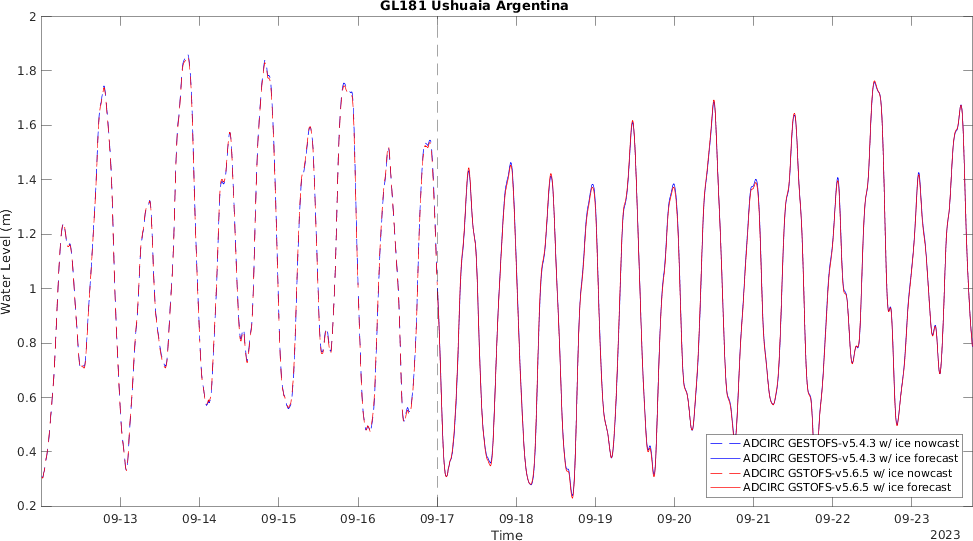 GL181 Ushuaia Argentina
2
1.8
1.6
1.4
1.2
1
0.8
0.6
0.4
0.2
Water Level (m)
ADCIRC GESTOFS-v5.4.3 w/ ice nowcast
ADCIRC GESTOFS-v5.4.3 w/ ice forecast
ADCIRC GSTOFS-v5.6.5 w/ ice nowcast
ADCIRC GSTOFS-v5.6.5 w/ ice forecast
09-13 09-14 09-15 09-16 09-17 09-18 09-19 09-20 09-21 09-22 09-23
Time
2023